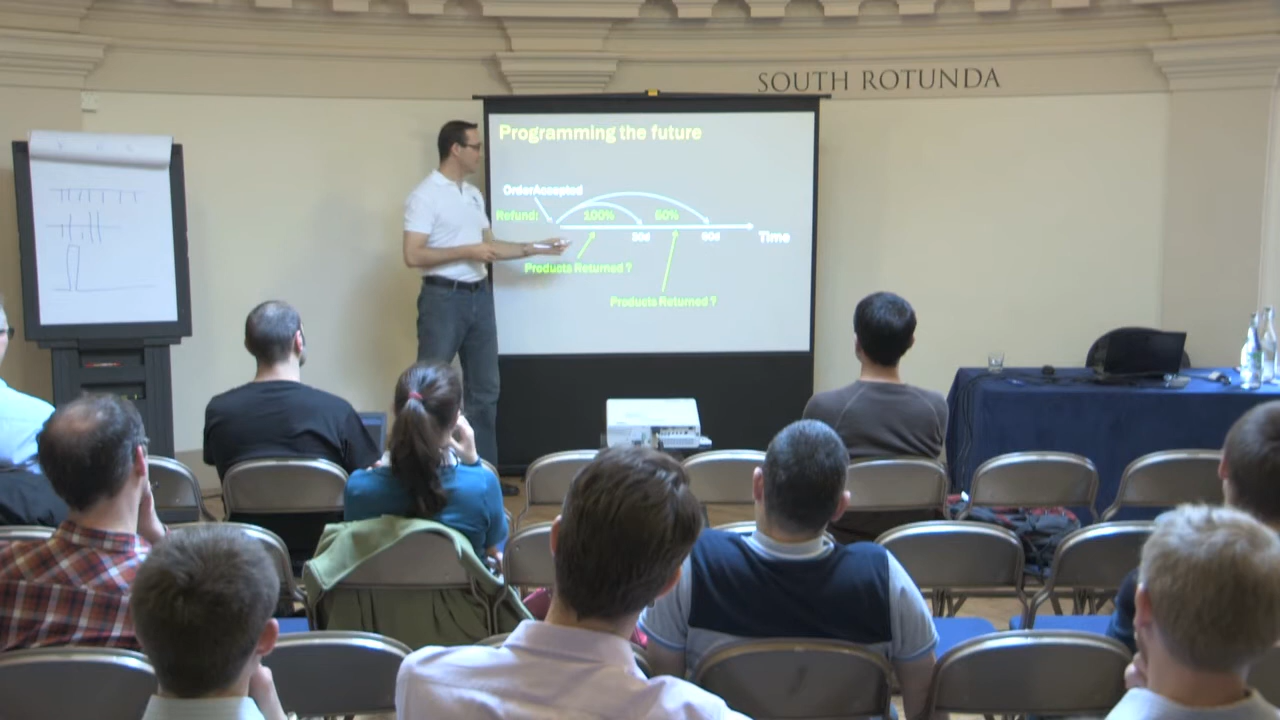 SOUTH ROTUNDA
Programming the future
OrderAccepted
Refund: 100% 50%
30d 90d Time
Products Returned ?
Products Returned ?